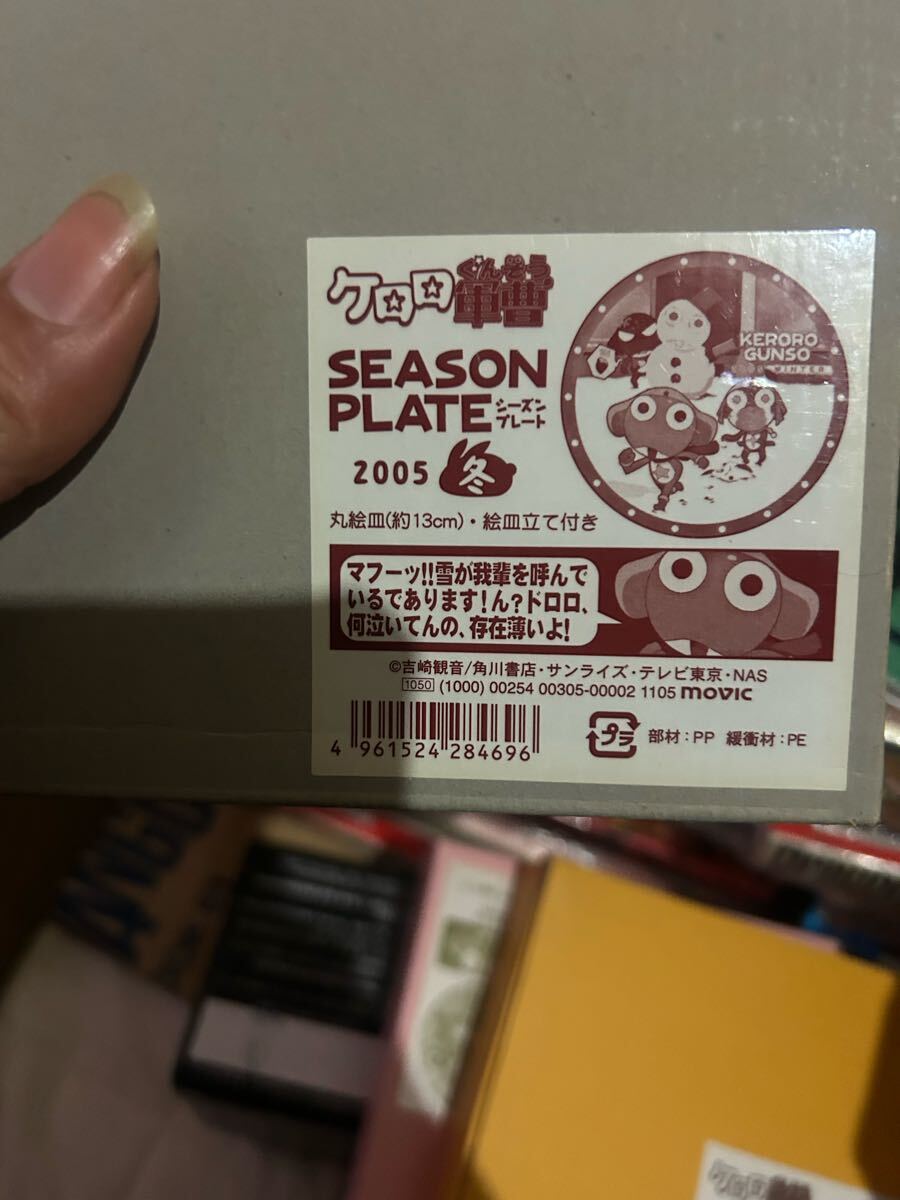 ケロロ軍曹
ぐんそう
SEASON
PLATE シーズンプレート
2005 冬
丸絵皿(約13cm)・絵皿立て付き
KERORO
GUNSO
WINTER
マフーッ!!雪が我輩を呼んで
いるであります!ん?ドロロ、
何泣いてんの、存在薄いよ!
©吉崎観音/角川書店・サンライズ・テレビ東京・NAS
1050 (1000) 00254 00305-00002 1105 movic
4 961524 284696
プラ 部材:PP 緩衝材:PE